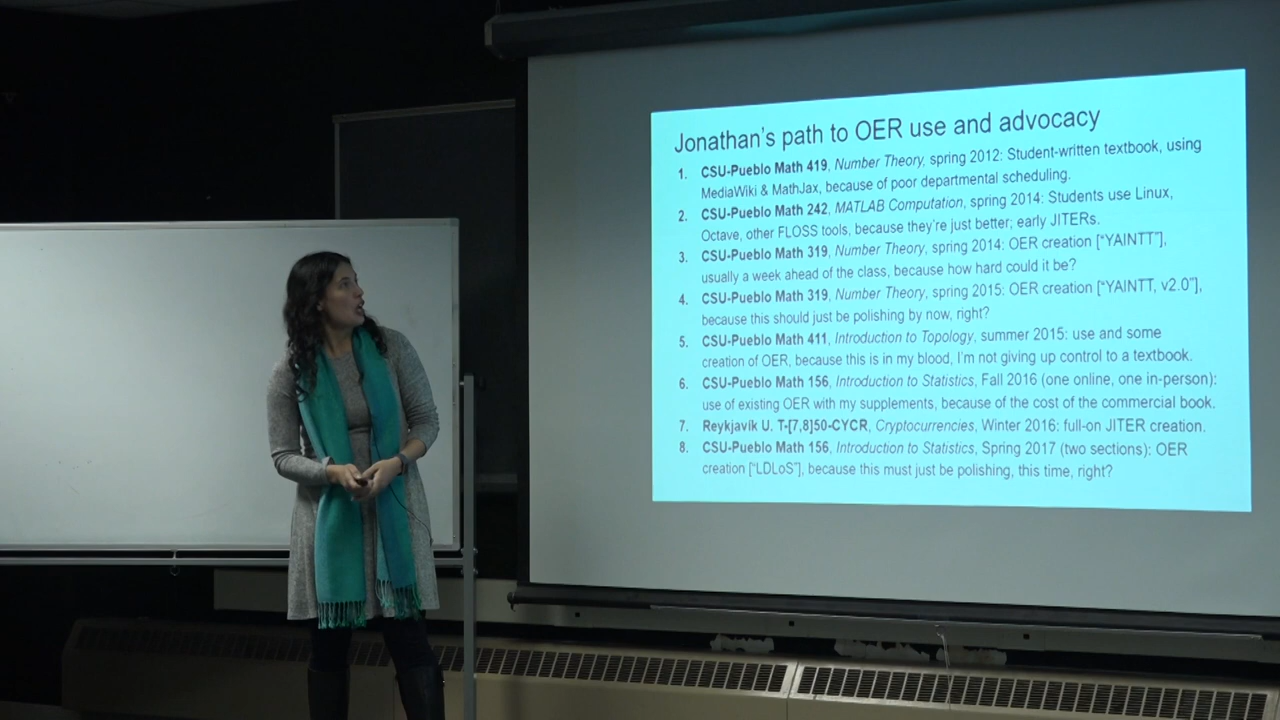 Jonathan's path to OER use and advocacy
1. CSU-Pueblo Math 419, Number Theory, spring 2012: Student-written textbook, using
MediaWiki & MathJax, because of poor departmental scheduling.
2. CSU-Pueblo Math 242, MATLAB Computation, spring 2014: Students use Linux,
Octave, other FLOSS tools, because they're just better; early JITERs.
3. CSU-Pueblo Math 319, Number Theory, spring 2014: OER creation ["YAINTT"],
usually a week ahead of the class, because how hard could it be?
4. CSU-Pueblo Math 319, Number Theory, spring 2015: OER creation ["YAINTT, v2.0"],
because this should just be polishing by now, right?
5. CSU-Pueblo Math 411, Introduction to Topology, summer 2015: use and some
creation of OER, because this is in my blood, I'm not giving up control to a textbook.
6. CSU-Pueblo Math 156, Introduction to Statistics, Fall 2016 (one online, one in-person):
use of existing OER with my supplements, because of the cost of the commercial book.
7. Reykjavík U. T-[7,8]50-CYCR, Cryptocurrencies, Winter 2016: full-on JITER creation.
8. CSU-Pueblo Math 156, Introduction to Statistics, Spring 2017 (two sections): OER
creation ["LDLoS"], because this must just be polishing, this time, right?